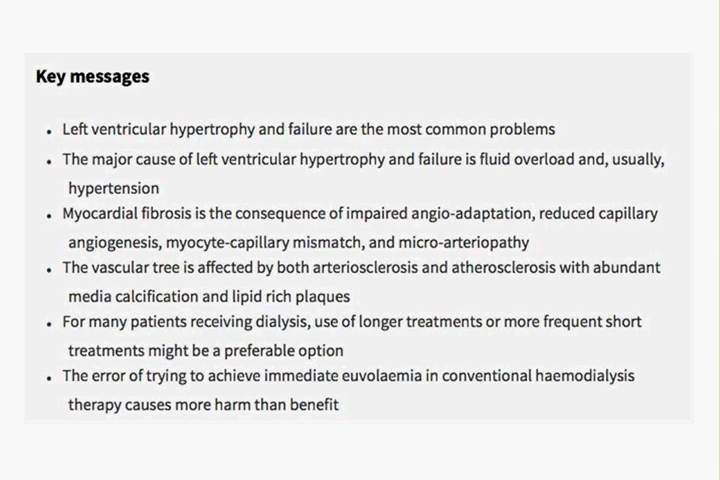 Key messages
• Left ventricular hypertrophy and failure are the most common problems
• The major cause of left ventricular hypertrophy and failure is fluid overload and, usually,
hypertension
• Myocardial fibrosis is the consequence of impaired angio-adaptation, reduced capillary
angiogenesis, myocyte-capillary mismatch, and micro-arteriopathy
• The vascular tree is affected by both arteriosclerosis and atherosclerosis with abundant
media calcification and lipid rich plaques
• For many patients receiving dialysis, use of longer treatments or more frequent short
treatments might be a preferable option
• The error of trying to achieve immediate euvolaemia in conventional haemodialysis
therapy causes more harm than benefit